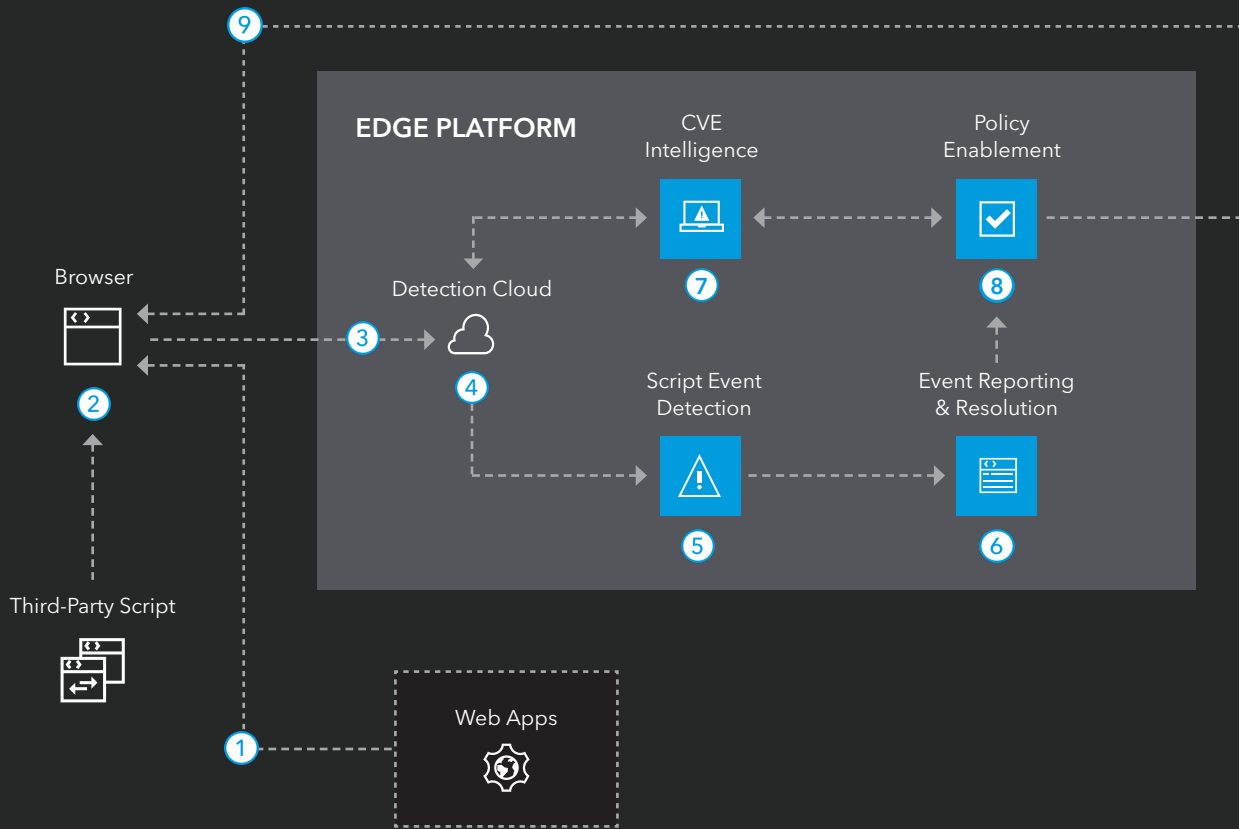 9
EDGE PLATFORM
CVE
Intelligence
Policy
Enablement
7
8
Browser
Detection Cloud
3
2
4
Script Event
Detection
Event Reporting
& Resolution
5
6
Third-Party Script
Web Apps
1